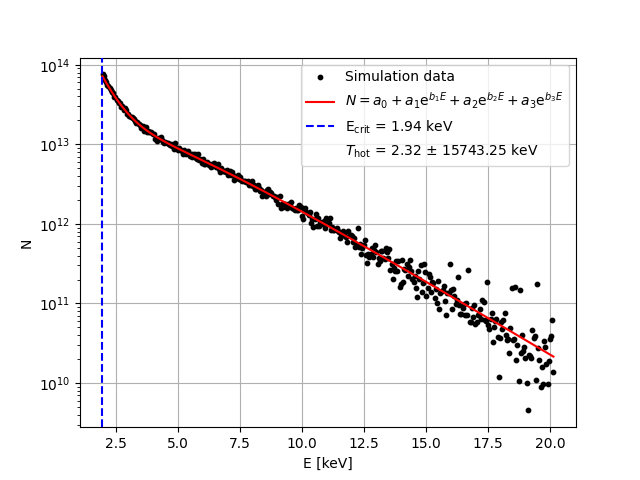 Simulation data
N = a₀ + a₁e^{b₁E} + a₂e^{b₂E} + a₃e^{b₃E}
E_crit = 1.94 keV
T_hot = 2.32 ± 15743.25 keV
10¹⁴
10¹³
10¹²
10¹¹
10¹⁰
N
2.5 5.0 7.5 10.0 12.5 15.0 17.5 20.0
E [keV]